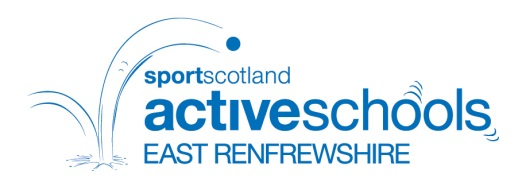 sportscotland
activeschools
EAST RENFREWSHIRE